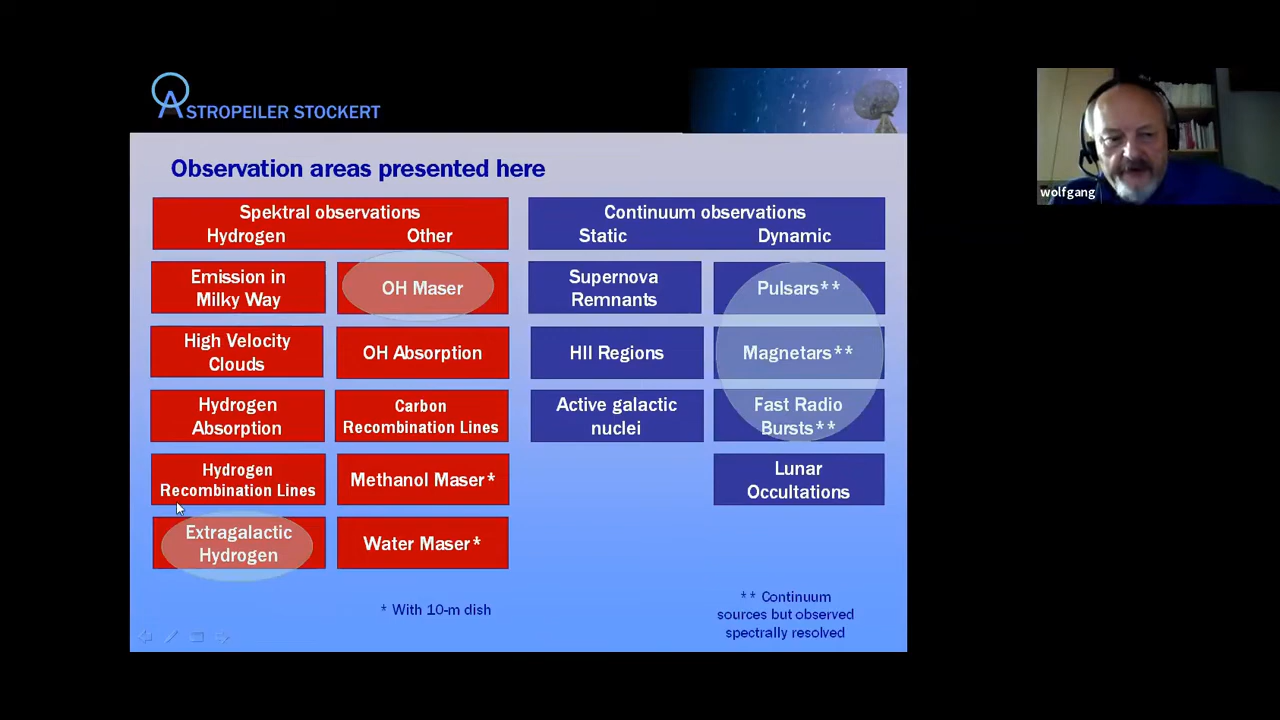 ASTROPEILER STOCKERT
wolfgang
Observation areas presented here
Spektral observations
Hydrogen Other
Emission in
Milky Way
High Velocity
Clouds
Hydrogen
Absorption
Hydrogen
Recombination Lines
Extragalactic
Hydrogen
OH Maser
OH Absorption
Carbon
Recombination Lines
Methanol Maser*
Water Maser*
* With 10-m dish
Continuum observations
Static Dynamic
Supernova
Remnants
HII Regions
Active galactic
nuclei
Pulsars**
Magnetars**
Fast Radio
Bursts**
Lunar
Occultations
** Continuum
sources but observed
spectrally resolved